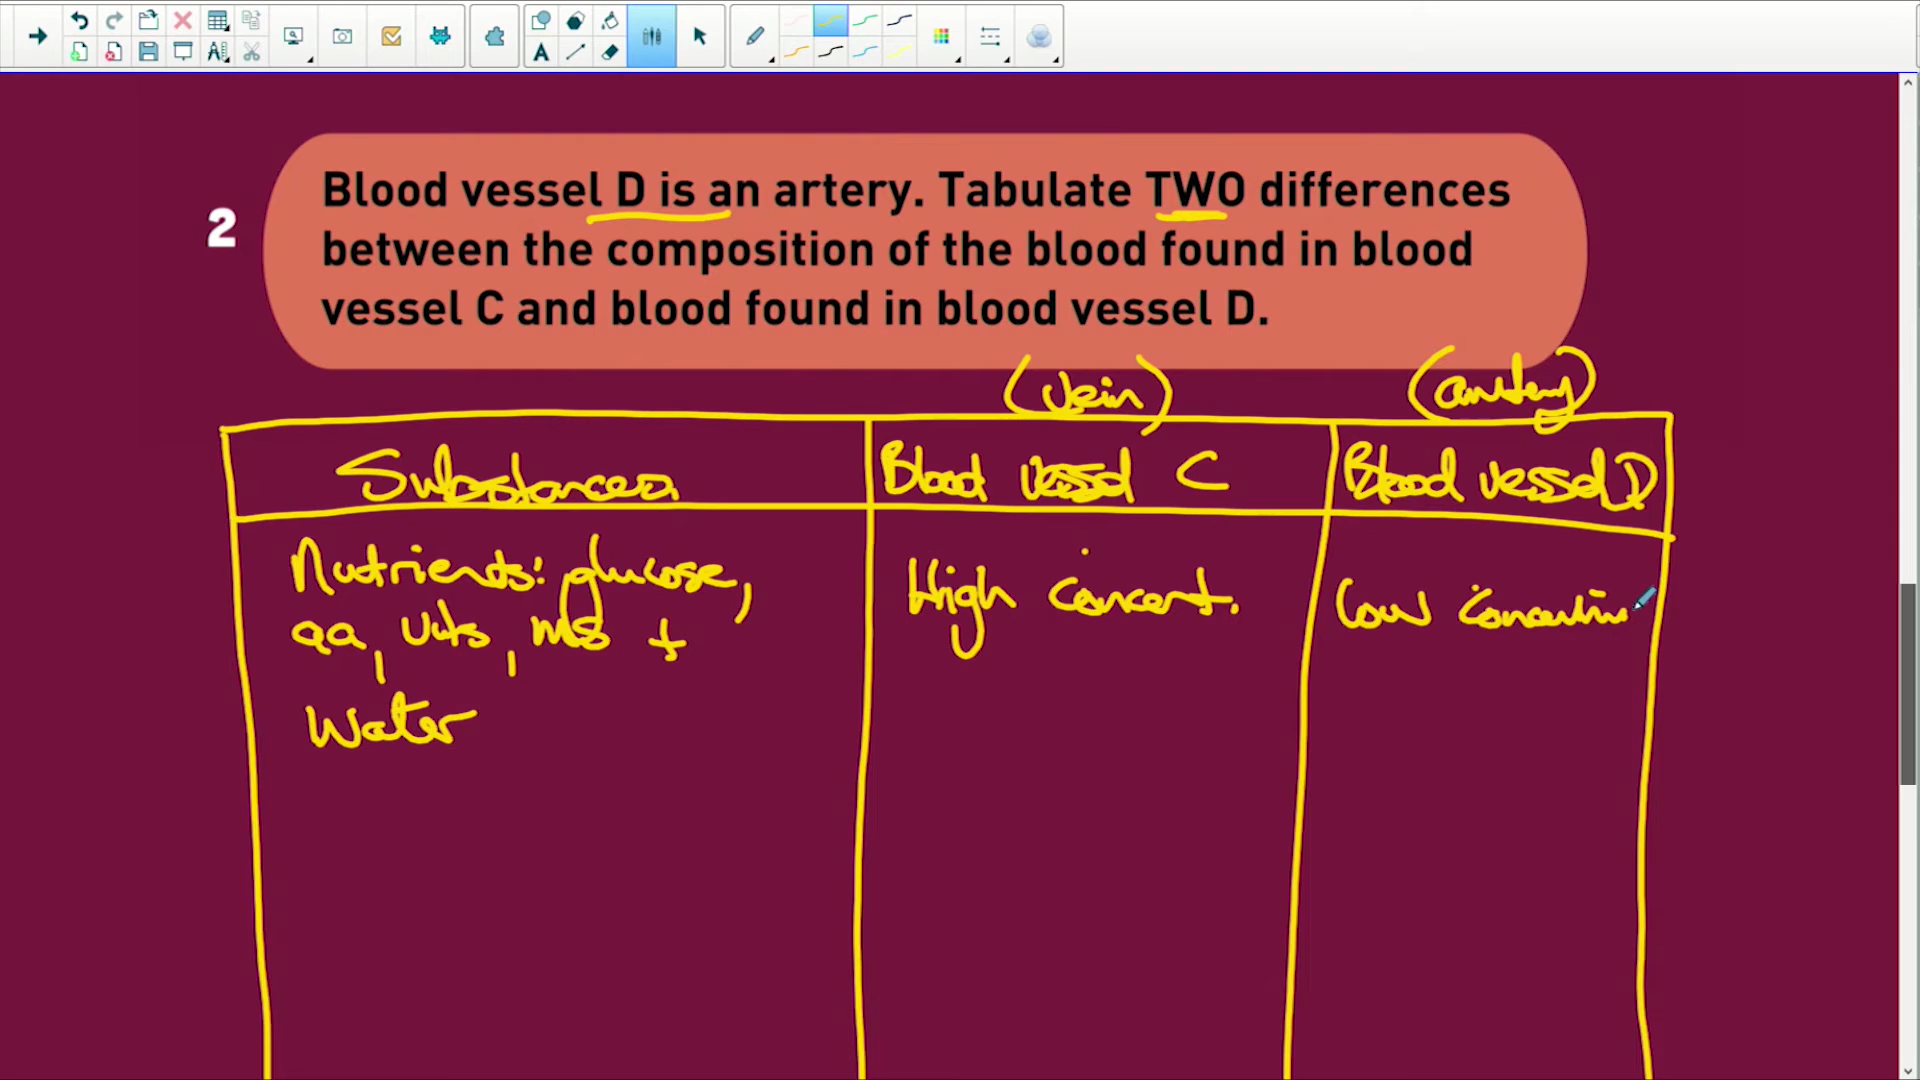 2
Blood vessel D is an artery. Tabulate TWO differences
between the composition of the blood found in blood
vessel C and blood found in blood vessel D.
(vein) (artery)
Substances Blood vessel C Blood vessel D
Nutrients: glucose, High concent. Low
aa, vits, ms +
Water